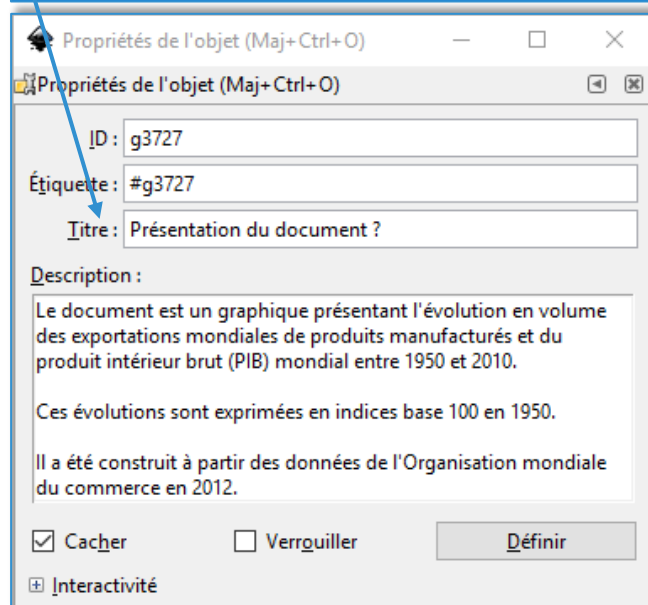 Propriétés de l'objet (Maj+Ctrl+O)
Propriétés de l'objet (Maj+Ctrl+O)
ID : g3727
Étiquette : #g3727
Titre : Présentation du document ?
Description :
Le document est un graphique présentant l'évolution en volume
des exportations mondiales de produits manufacturés et du
produit intérieur brut (PIB) mondial entre 1950 et 2010.
Ces évolutions sont exprimées en indices base 100 en 1950.
Il a été construit à partir des données de l'Organisation mondiale
du commerce en 2012.
Cacher Verrouiller Définir
Interactivité